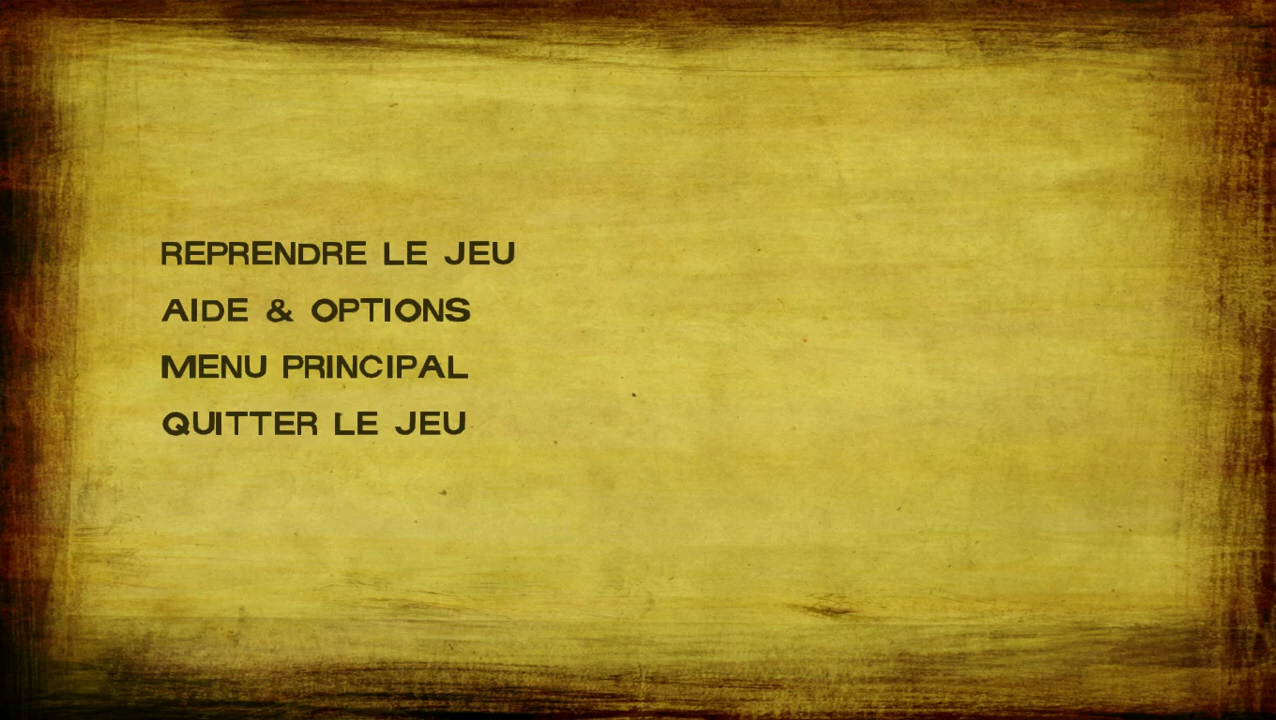 REPRENDRE LE JEU
AIDE & OPTIONS
MENU PRINCIPAL
QUITTER LE JEU